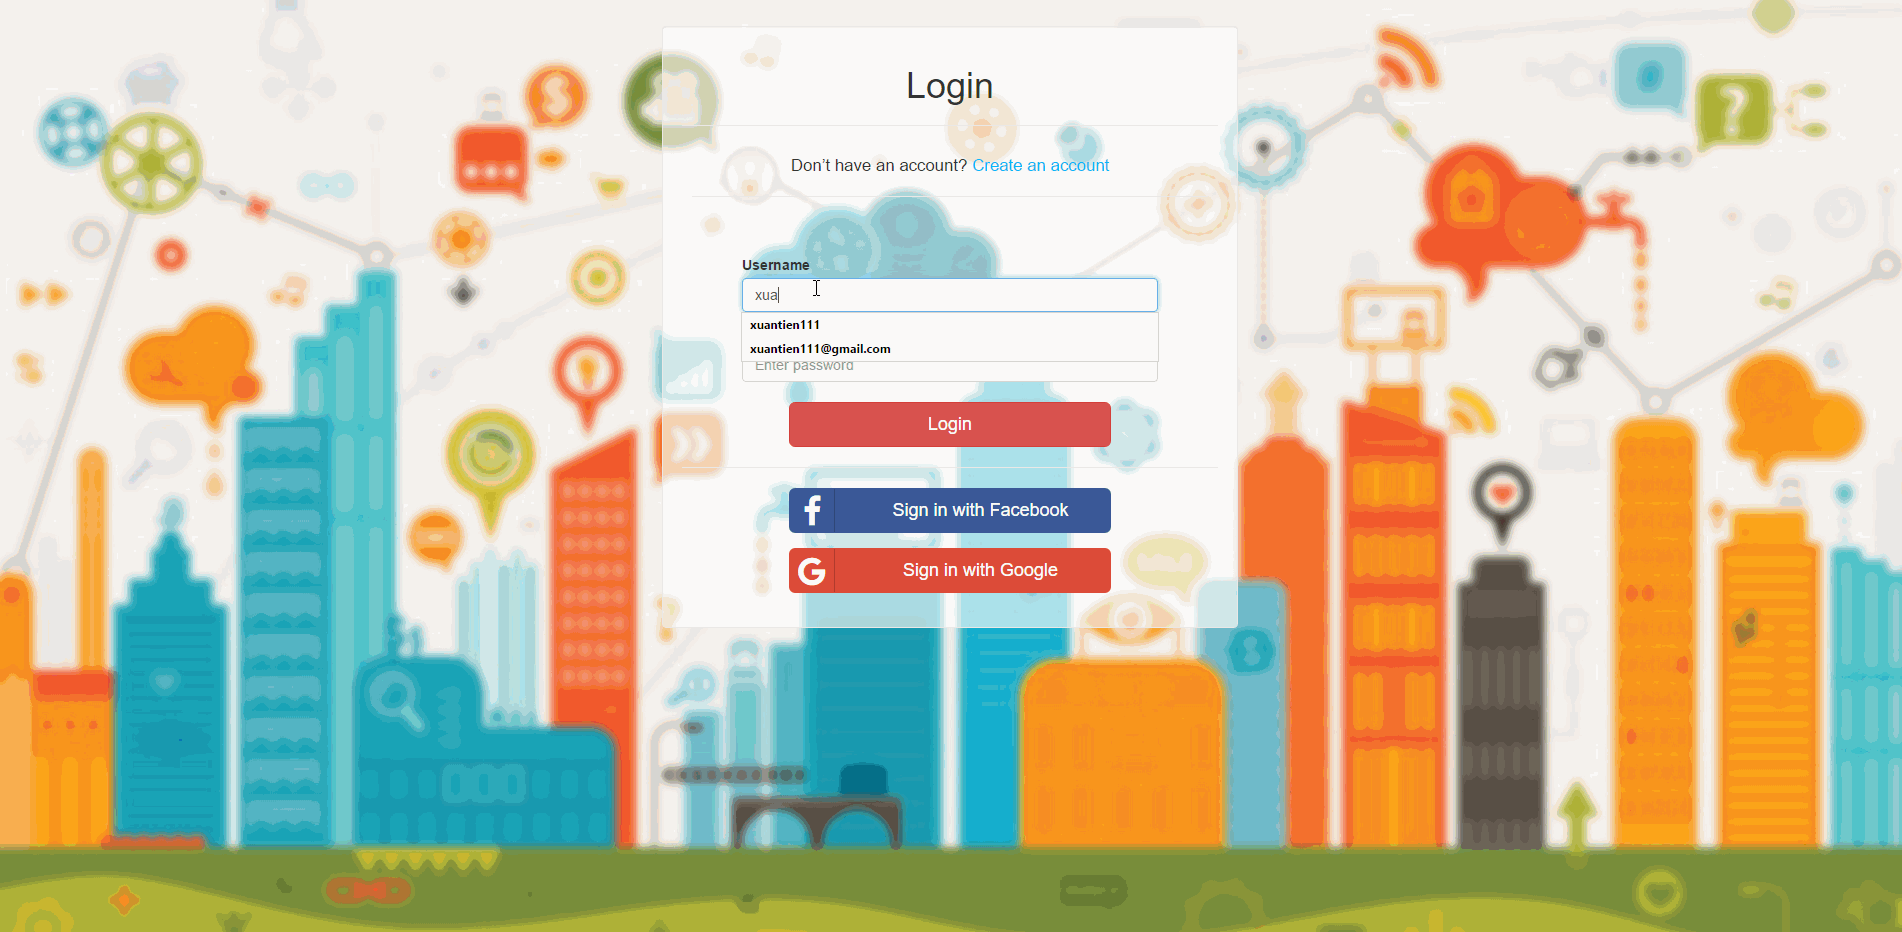 Login
Don't have an account? Create an account
Username
xua
xuantien111
xuantien111@gmail.com
Enter password
Login
Sign in with Facebook
Sign in with Google